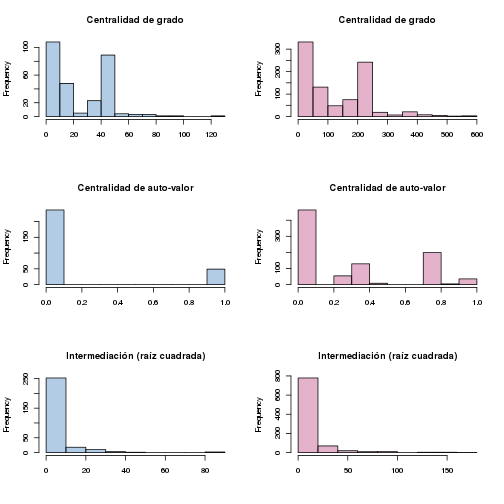 Centralidad de grado
Frequency
0 20 60 100
0 20 40 60 80 100 120
Centralidad de grado
Frequency
0 100 200 300
0 100 200 300 400 500 600
Centralidad de auto-valor
Frequency
0 50 150
0.0 0.2 0.4 0.6 0.8 1.0
Centralidad de auto-valor
Frequency
0 100 300
0.0 0.2 0.4 0.6 0.8 1.0
Intermediación (raíz cuadrada)
Frequency
0 50 150 250
0 20 40 60 80
Intermediación (raíz cuadrada)
Frequency
0 200 400 600 800
0 50 100 150